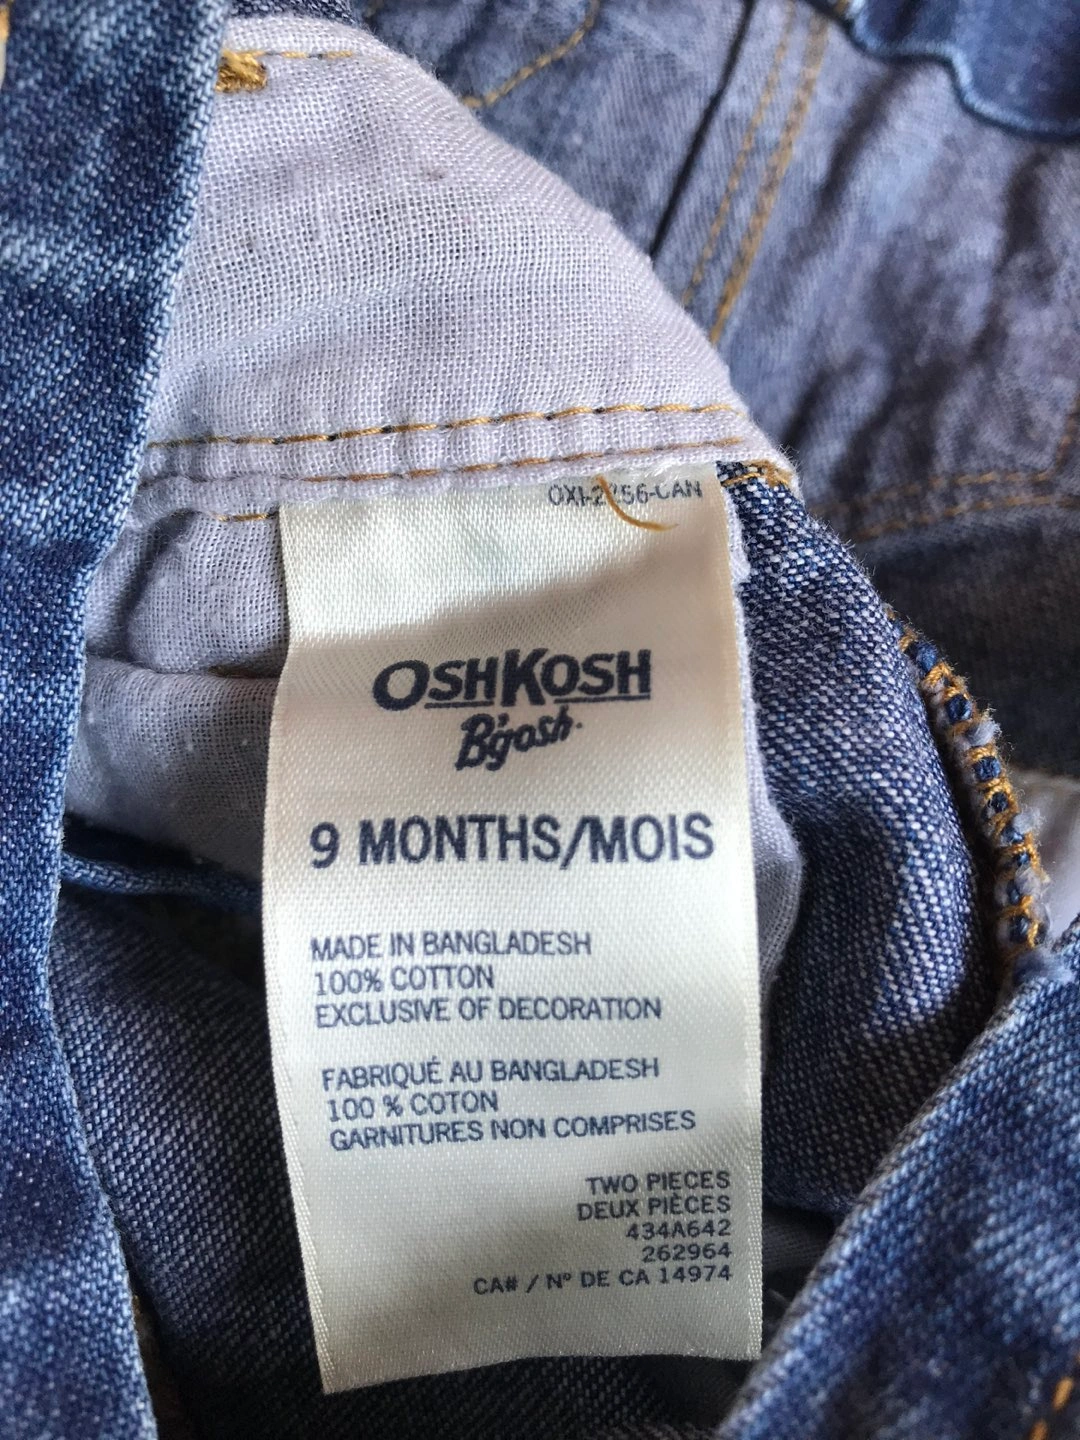 OSHKOSH
B'gosh.
9 MONTHS/MOIS
MADE IN BANGLADESH
100% COTTON
EXCLUSIVE OF DECORATION
FABRIQUÉ AU BANGLADESH
100 % COTON
GARNITURES NON COMPRISES
TWO PIECES
DEUX PIÈCES
434A642
262964
CA# / Nº DE CA 14974